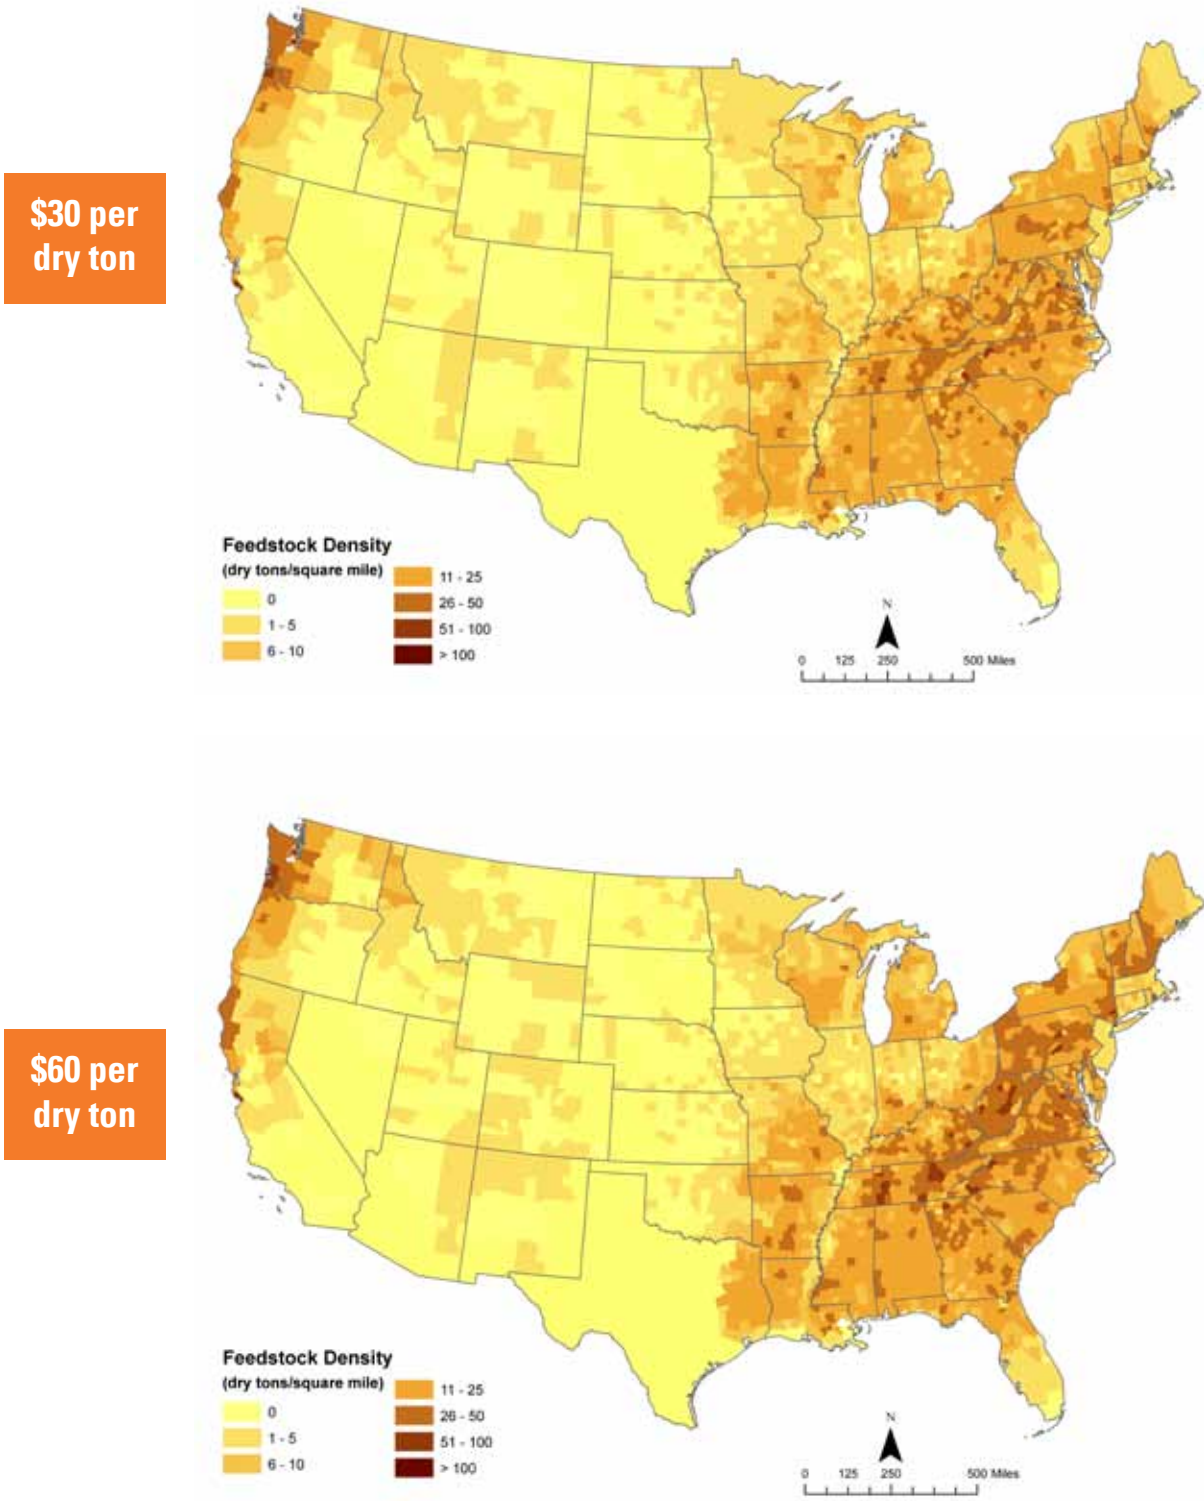 $30 per
dry ton
Feedstock Density
(dry tons/square mile)
0
1 - 5
6 - 10
11 - 25
26 - 50
51 - 100
> 100
N
0 125 250 500 Miles
$60 per
dry ton
Feedstock Density
(dry tons/square mile)
0
1 - 5
6 - 10
11 - 25
26 - 50
51 - 100
> 100
N
0 125 250 500 Miles